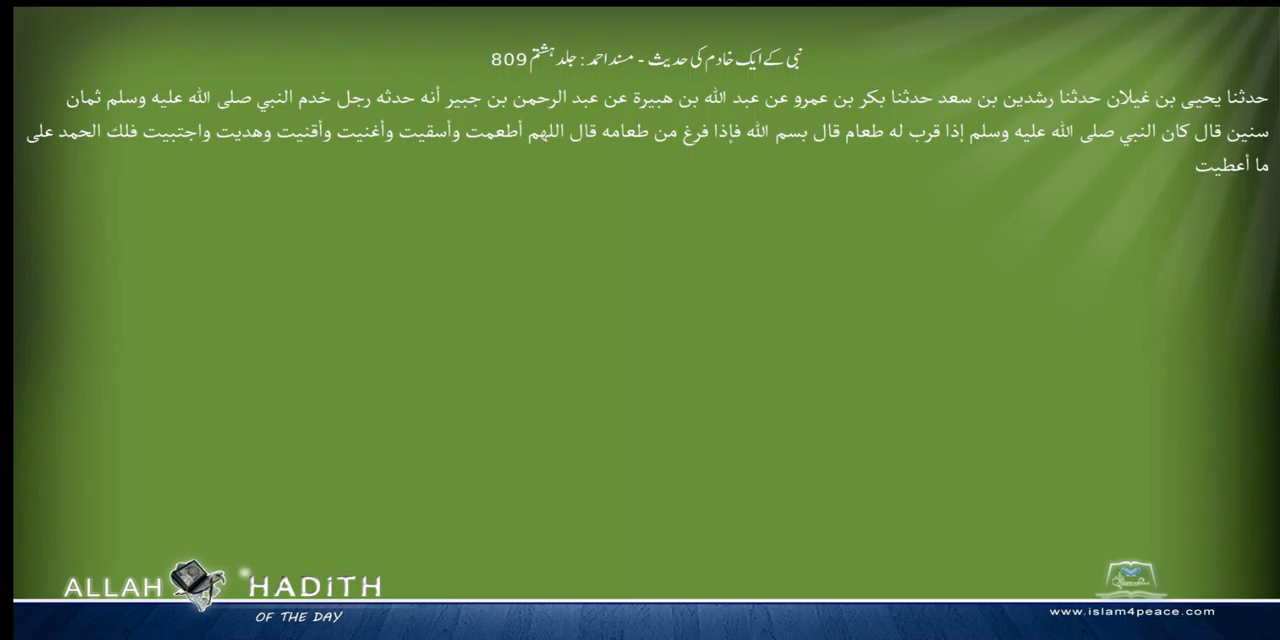 نبی کے ایک خادم کی حدیث - مسند احمد : جلد ہشتم 809
حدثنا يحيى بن غيلان حدثنا رشدين بن سعد حدثنا بكر بن عمرو عن عبد الله بن هبيرة عن عبد الرحمن بن جبير أنه حدثه رجل خدم النبي صلى الله عليه وسلم ثمان
سنين قال كان النبي صلى الله عليه وسلم إذا قرب له طعام قال بسم الله فإذا فرغ من طعامه قال اللهم أطعمت وأسقيت وأغنيت وأقنيت وهديت واجتبيت فلك الحمد على
ما أعطيت
ALLAH HADITH
OF THE DAY
www.islam4peace.com